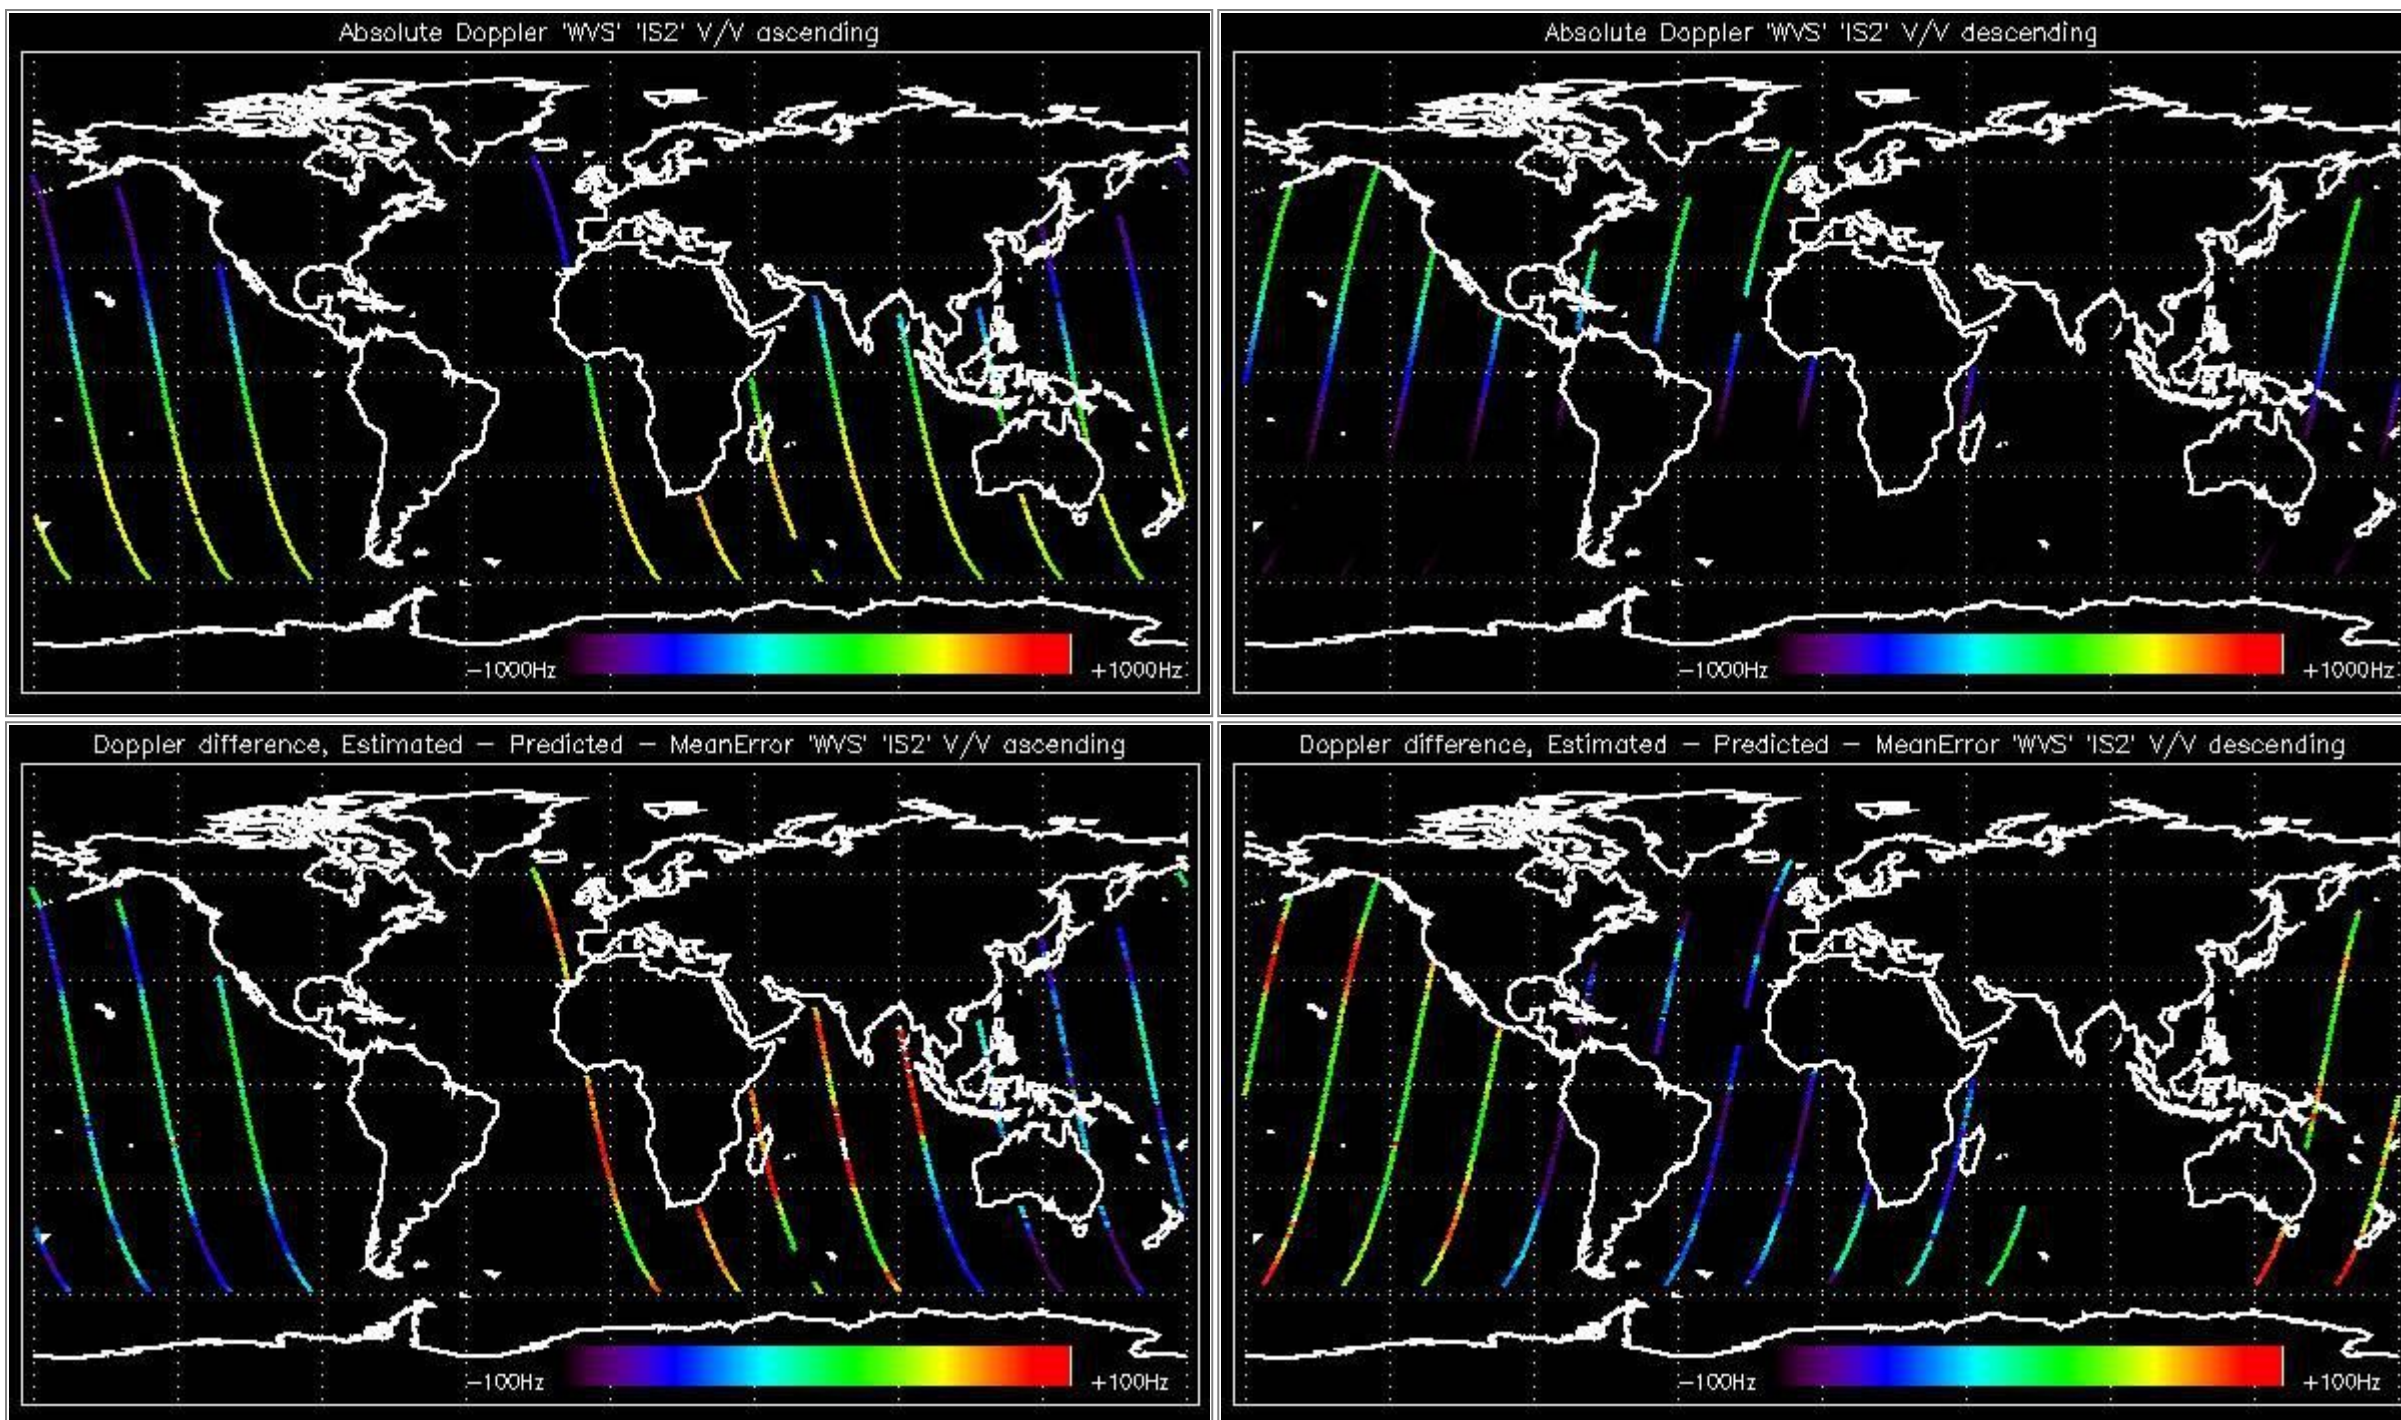 Absolute Doppler 'WVS' 'IS2' V/V ascending
-1000Hz
+1000Hz
Absolute Doppler 'WVS' 'IS2' V/V descending
-1000Hz
+1000Hz
Doppler difference, Estimated - Predicted - MeanError 'WVS' 'IS2' V/V ascending
-100Hz
+100Hz
Doppler difference, Estimated - Predicted - MeanError 'WVS' 'IS2' V/V descending
-100Hz
+100Hz